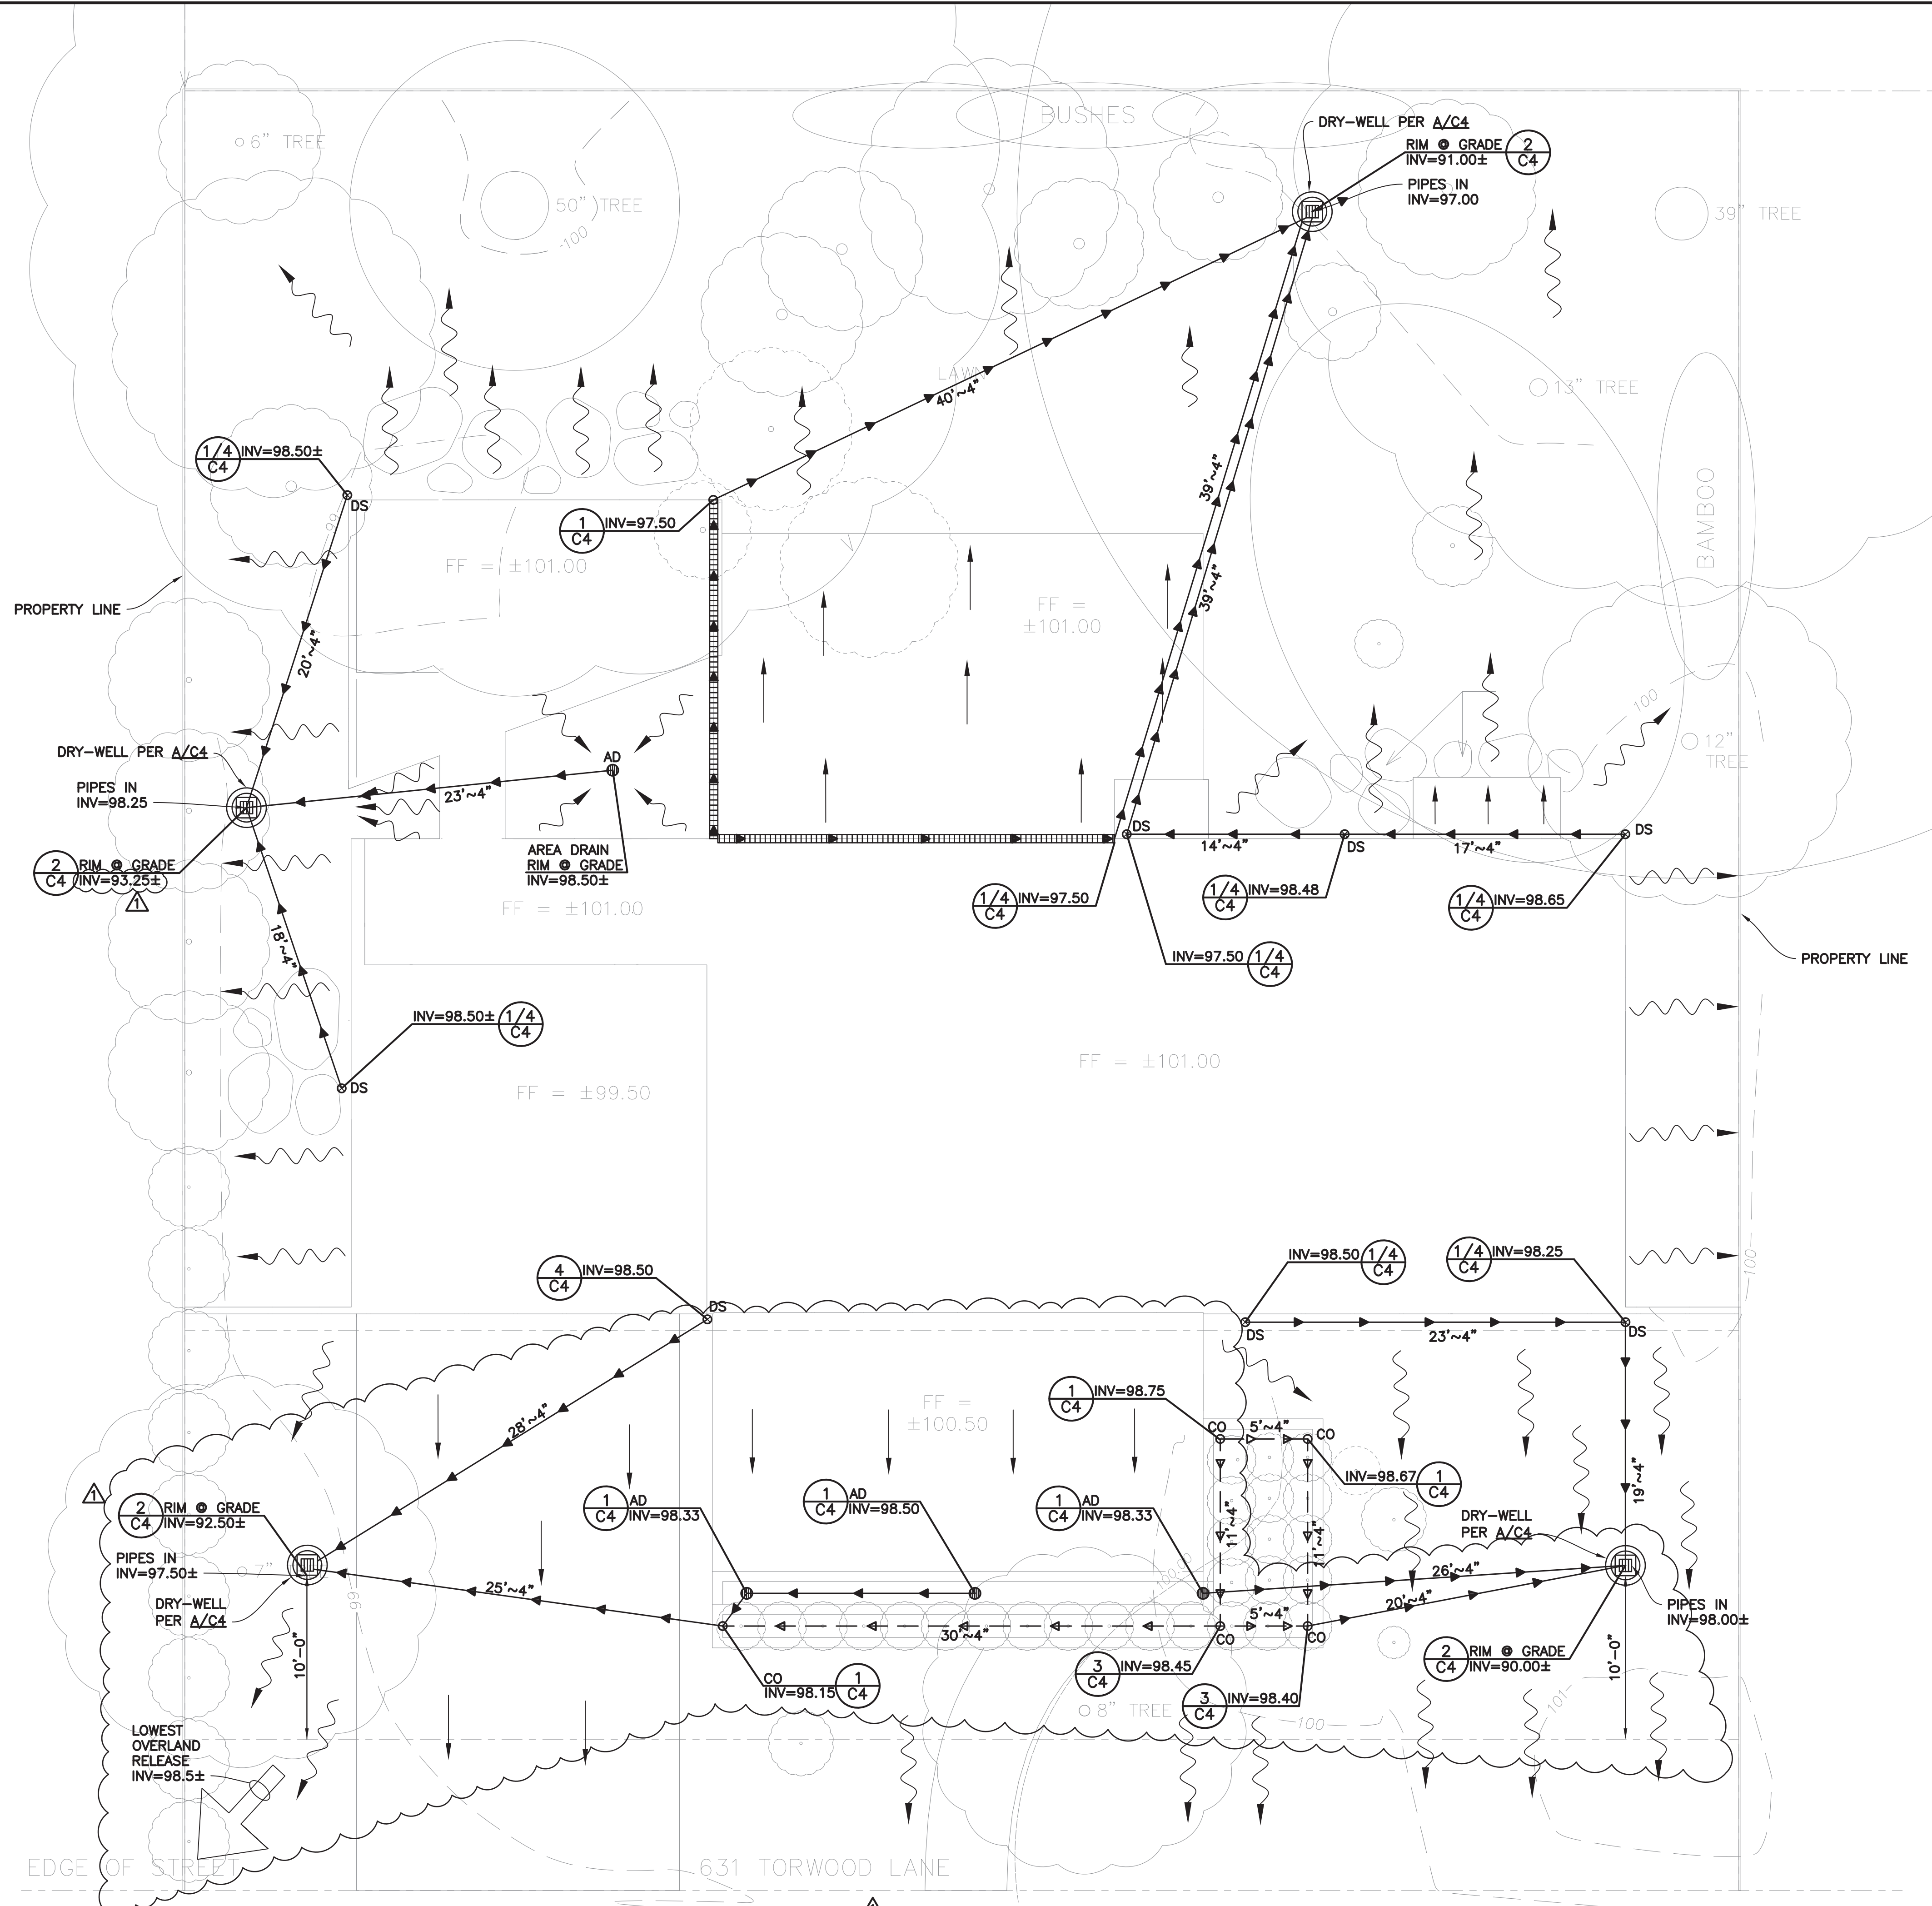 BUSHES
DRY-WELL PER A/C4
RIM @ GRADE
INV=91.00±
2
C4
PIPES IN
INV=97.00
6" TREE
50" TREE
100
39" TREE
LAWN
40'~4"
13" TREE
1/4
C4
INV=98.50±
DS
99
1
C4
INV=97.50
39'~4"
39'~4"
BAMBOO
FF = ±101.00
FF =
±101.00
PROPERTY LINE
20'~4"
100
12"
TREE
DRY-WELL PER A/C4
PIPES IN
INV=98.25
AD
23'~4"
2
C4
RIM @ GRADE
INV=93.25±
1
AREA DRAIN
RIM @ GRADE
INV=98.50±
DS
14'~4"
DS
17'~4"
DS
1/4
C4
INV=97.50
1/4
C4
INV=98.48
1/4
C4
INV=98.65
FF = ±101.00
18'~4"
INV=97.50
1/4
C4
PROPERTY LINE
INV=98.50±
1/4
C4
DS
FF = ±99.50
FF = ±101.00
4
C4
INV=98.50
DS
INV=98.50
1/4
C4
1/4
C4
INV=98.25
100
DS
23'~4"
DS
28'~4"
FF =
±100.50
1
C4
INV=98.75
CO
5'~4"
CO
INV=98.67
1
C4
19'~4"
1
2
C4
RIM @ GRADE
INV=92.50±
1
C4
AD
INV=98.33
1
C4
AD
INV=98.50
1
C4
AD
INV=98.33
11'~4"
11'~4"
DRY-WELL
PER A/C4
PIPES IN
INV=97.50±
7"
DRY-WELL
PER A/C4
99
25'~4"
26'~4"
20'~4"
PIPES IN
INV=98.00±
10'-0"
30'~4"
CO
5'~4"
CO
CO
INV=98.15
1
C4
3
C4
INV=98.45
3
C4
INV=98.40
2
C4
RIM @ GRADE
INV=90.00±
10'-0"
8" TREE
100
101
LOWEST
OVERLAND
RELEASE
INV=98.5±
EDGE OF STREET
631 TORWOOD LANE